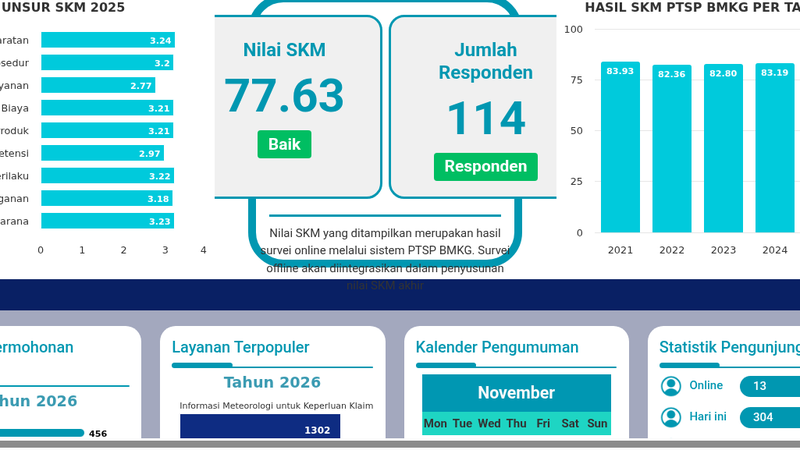 UNSUR SKM 2025
aratan 3.24
osedur 3.2
yanan 2.77
Biaya 3.21
roduk 3.21
etensi 2.97
erilaku 3.22
ganan 3.18
arana 3.23
0 1 2 3 4
Nilai SKM
77.63
Baik
Jumlah
Responden
114
Responden
Nilai SKM yang ditampilkan merupakan hasil
survei online melalui sistem PTSP BMKG. Survei
offline akan diintegrasikan dalam penyusunan
nilai SKM akhir
HASIL SKM PTSP BMKG PER TA
100
75
50
25
0
83.93 82.36 82.80 83.19
2021 2022 2023 2024
ermohonan
hun 2026
456
Layanan Terpopuler
Tahun 2026
Informasi Meteorologi untuk Keperluan Klaim
1302
Kalender Pengumuman
November
Mon Tue Wed Thu Fri Sat Sun
Statistik Pengunjung
Online 13
Hari ini 304